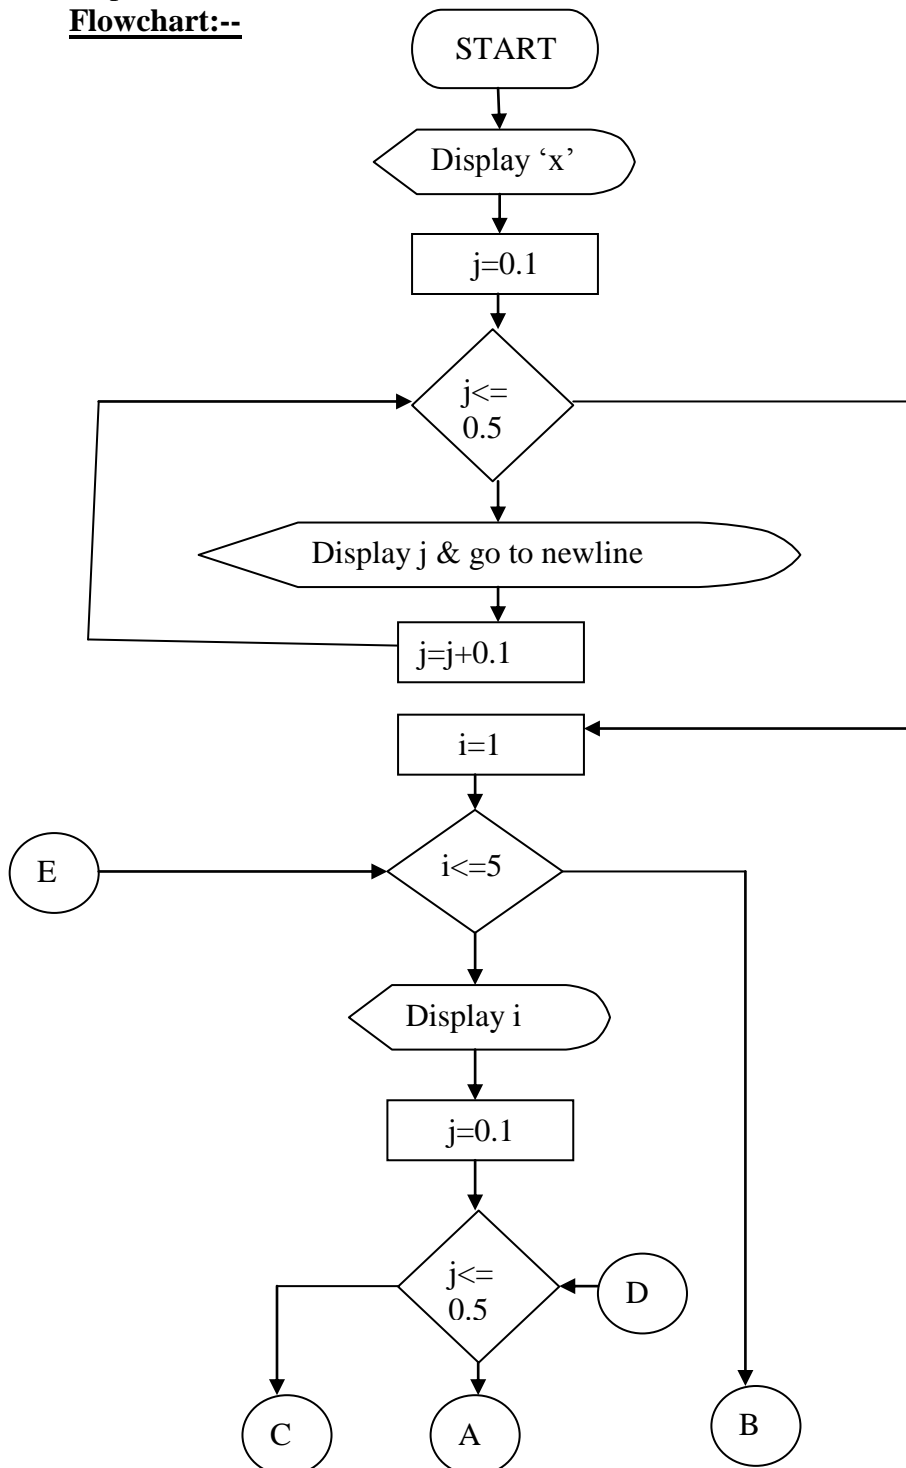 Flowchart:--
START
Display ‘x’
j=0.1
j<=
0.5
Display j & go to newline
j=j+0.1
i=1
E
i<=5
Display i
j=0.1
j<=
0.5
D
C
A
B